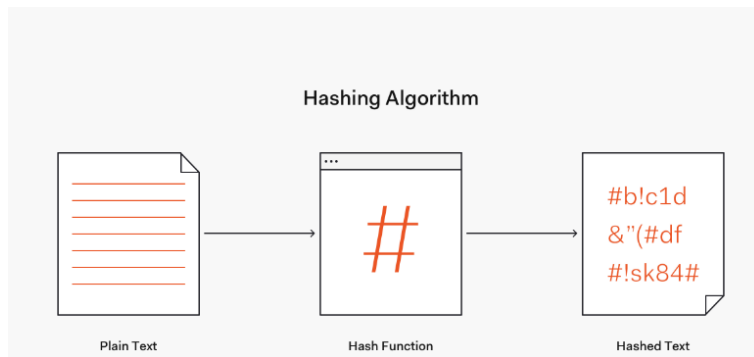 Hashing Algorithm
#
#b!c1d
&”(#df
#!sk84#
Plain Text
Hash Function
Hashed Text